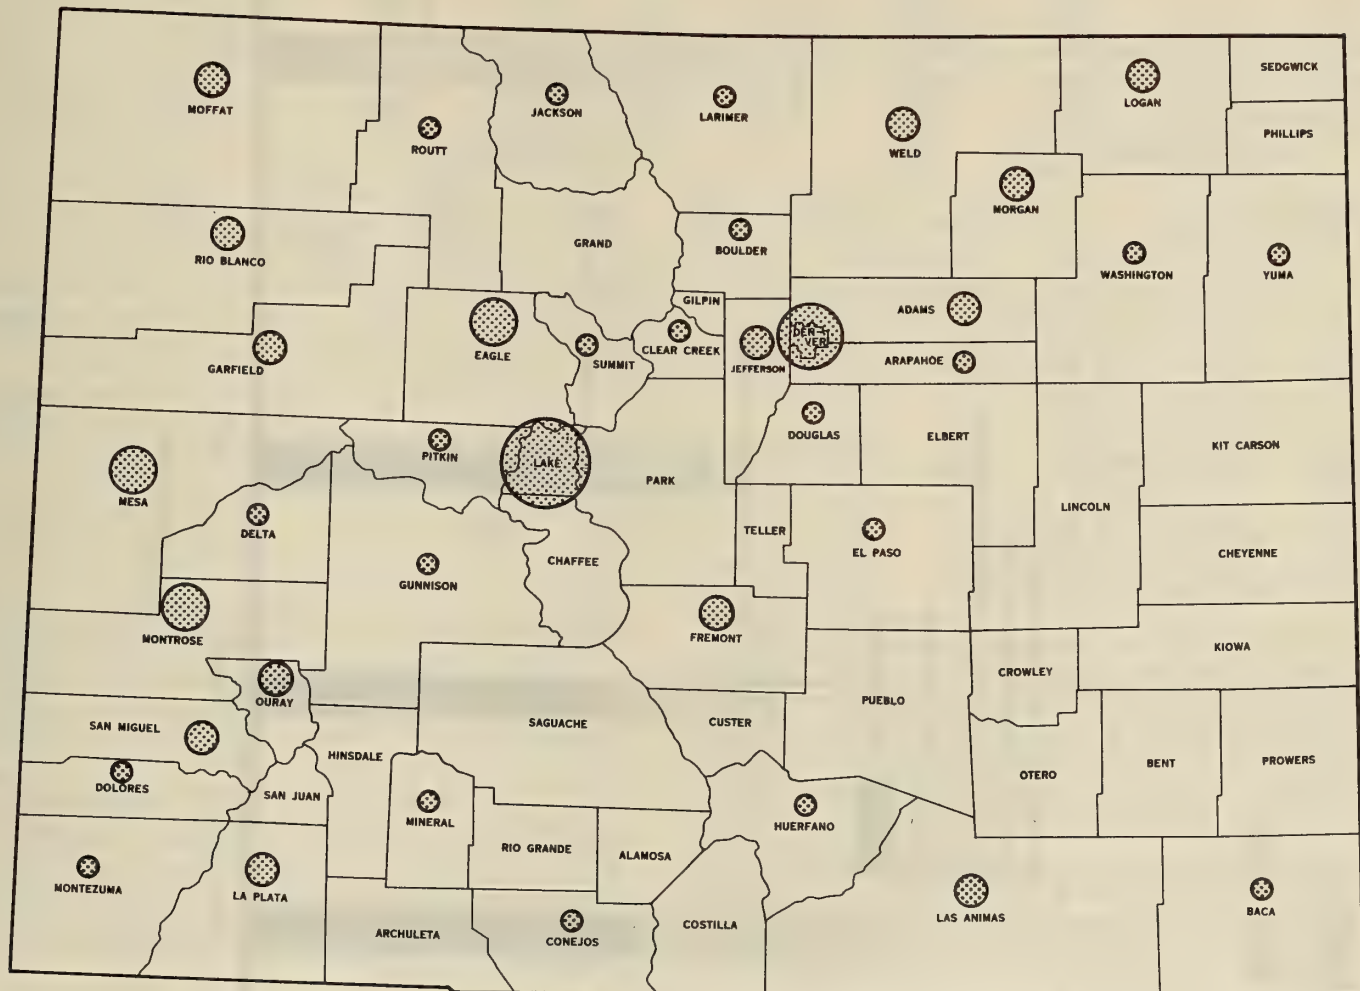 SEDGWICK
LOGAN
MOFFAT
JACKSON
LARIMER
PHILLIPS
ROUTT
WELD
MORGAN
GRAND
BOULDER
RIO BLANCO
WASHINGTON
YUMA
GILPIN
ADAMS
DEN-
VER
EAGLE
CLEAR CREEK
SUMMIT
JEFFERSON
ARAPAHOE
GARFIELD
DOUGLAS
ELBERT
KIT CARSON
PITKIN
LAKE
PARK
MESA
LINCOLN
DELTA
TELLER
EL PASO
CHEYENNE
CHAFFEE
GUNNISON
MONTROSE
FREMONT
KIOWA
CROWLEY
OURAY
PUEBLO
SAN MIGUEL
SAGUACHE
CUSTER
HINSDALE
BENT
PROWERS
OTERO
DOLORES
SAN JUAN
MINERAL
HUERFANO
RIO GRANDE
ALAMOSA
MONTEZUMA
LA PLATA
BACA
LAS ANIMAS
COSTILLA
ARCHULETA
CONEJOS